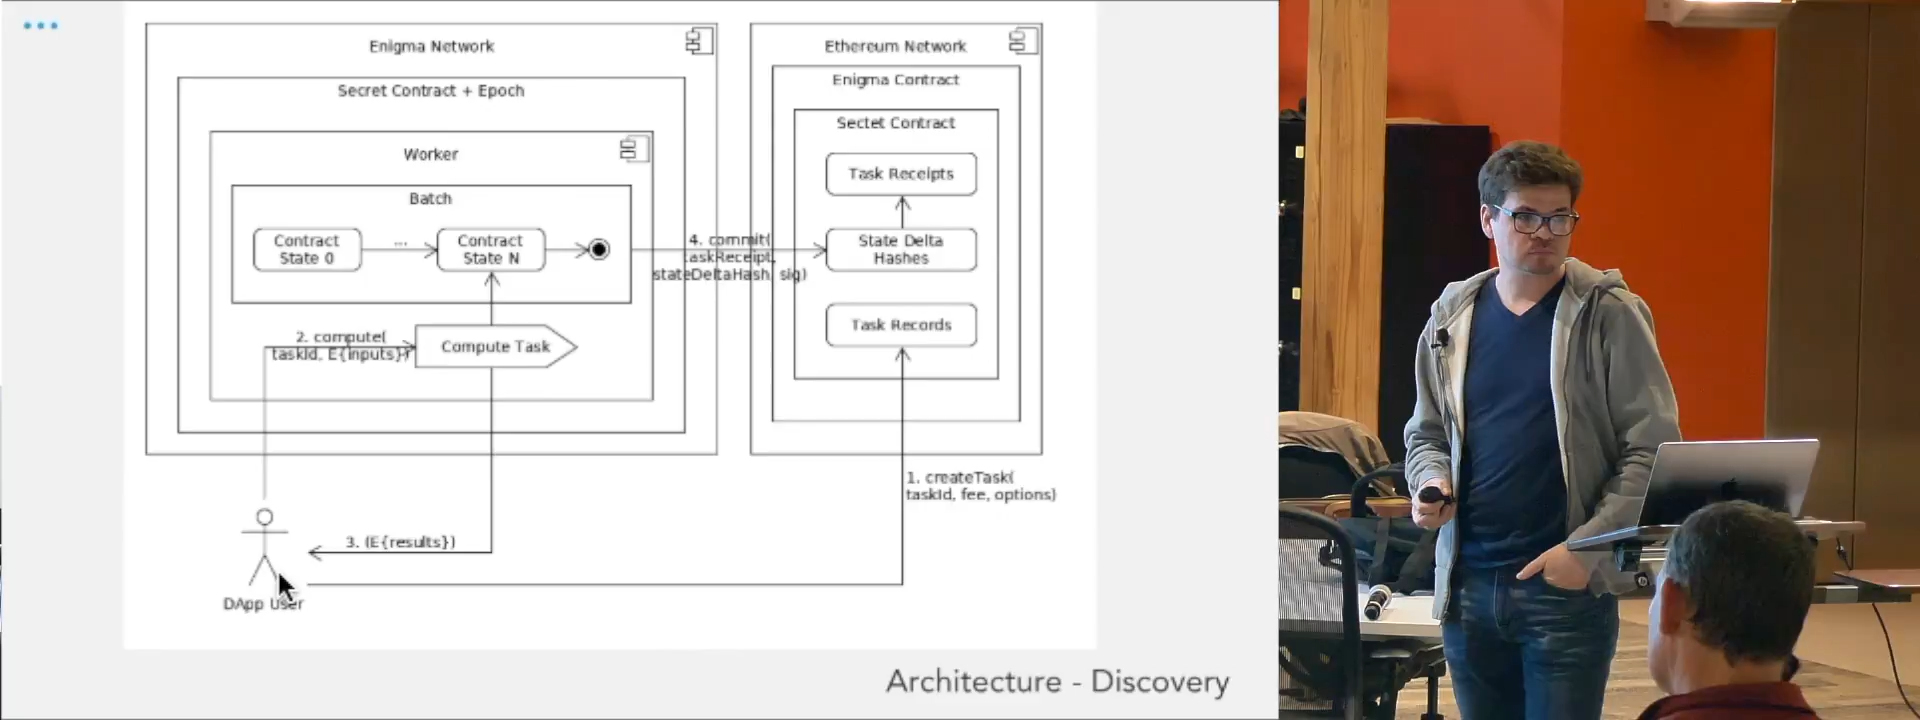 Enigma Network
Secret Contract + Epoch
Worker
Batch
Contract
State 0
...
Contract
State N
2. compute(
taskId, E{inputs})
Compute Task
4. commit(
taskReceipt,
stateDeltaHash, sig)
Ethereum Network
Enigma Contract
Sectet Contract
Task Receipts
State Delta
Hashes
Task Records
1. createTask(
taskId, fee, options)
3. (E{results})
DApp User
Architecture - Discovery